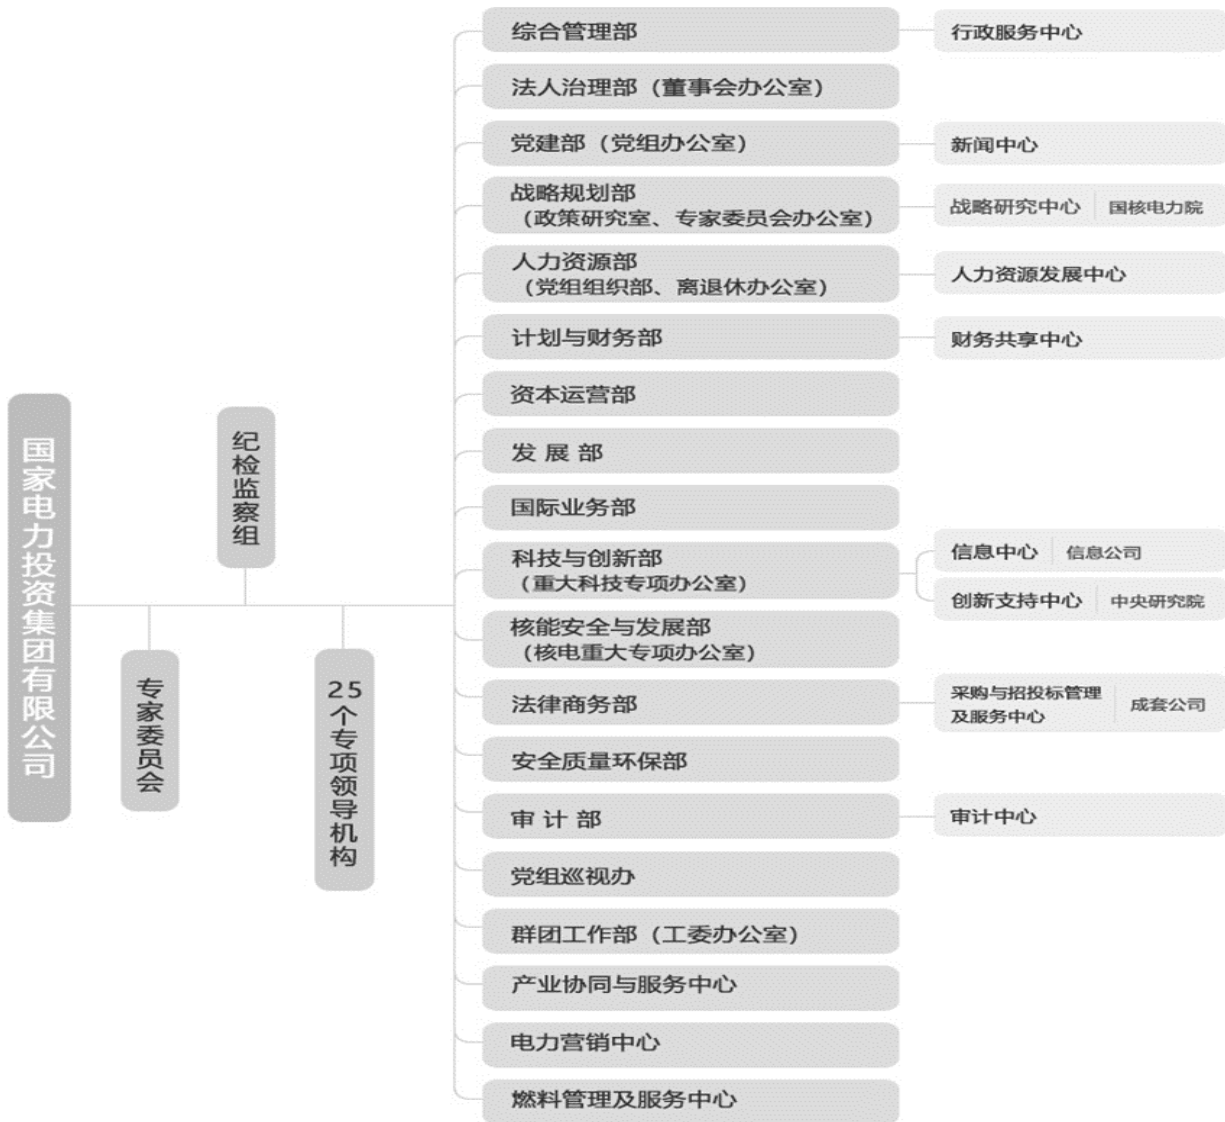 国家电力投资集团有限公司
纪检监察组
专家委员会
25个专项领导机构
综合管理部
行政服务中心
法人治理部（董事会办公室）
党建部（党组办公室）
新闻中心
战略规划部
（政策研究室、专家委员会办公室）
战略研究中心 国核电力院
人力资源部
（党组组织部、离退休办公室）
人力资源发展中心
计划与财务部
财务共享中心
资本运营部
发 展 部
国际业务部
科技与创新部
（重大科技专项办公室）
信息中心 信息公司
创新支持中心 中央研究院
核能安全与发展部
（核电重大专项办公室）
法律商务部
采购与招投标管理
及服务中心
成套公司
安全质量环保部
审 计 部
审计中心
党组巡视办
群团工作部（工委办公室）
产业协同与服务中心
电力营销中心
燃料管理及服务中心